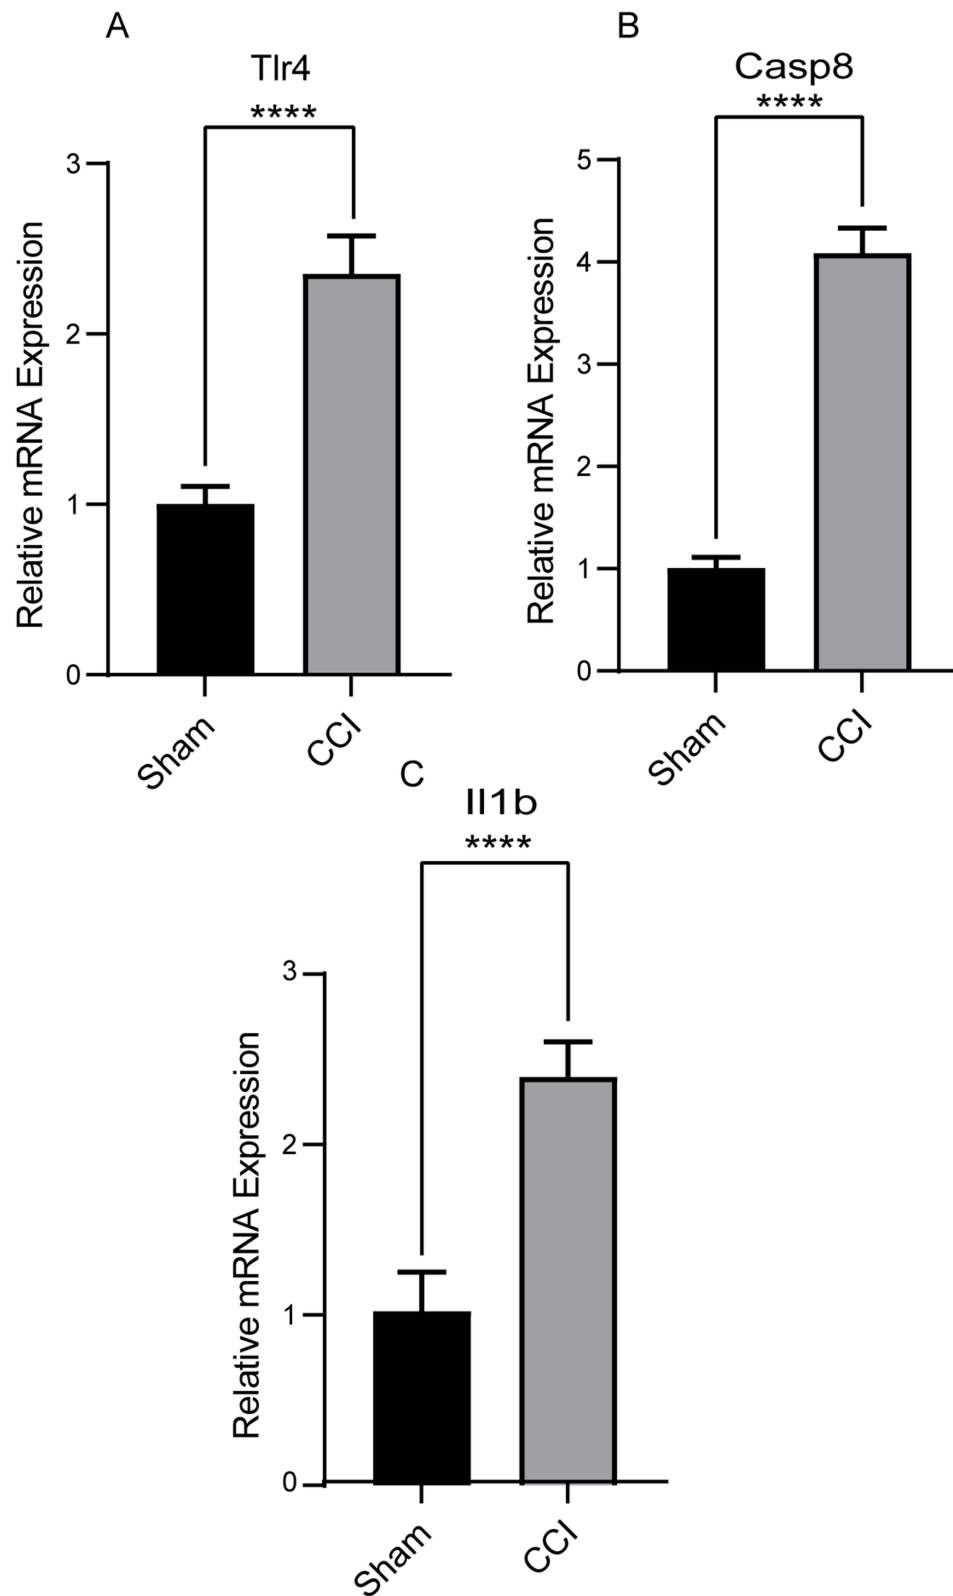 A
Tlr4
****
3
2
1
0
Relative mRNA Expression
Sham
CCI
B
Casp8
****
5
4
3
2
1
0
Relative mRNA Expression
Sham
CCI
C
Il1b
****
3
2
1
0
Relative mRNA Expression
Sham
CCI